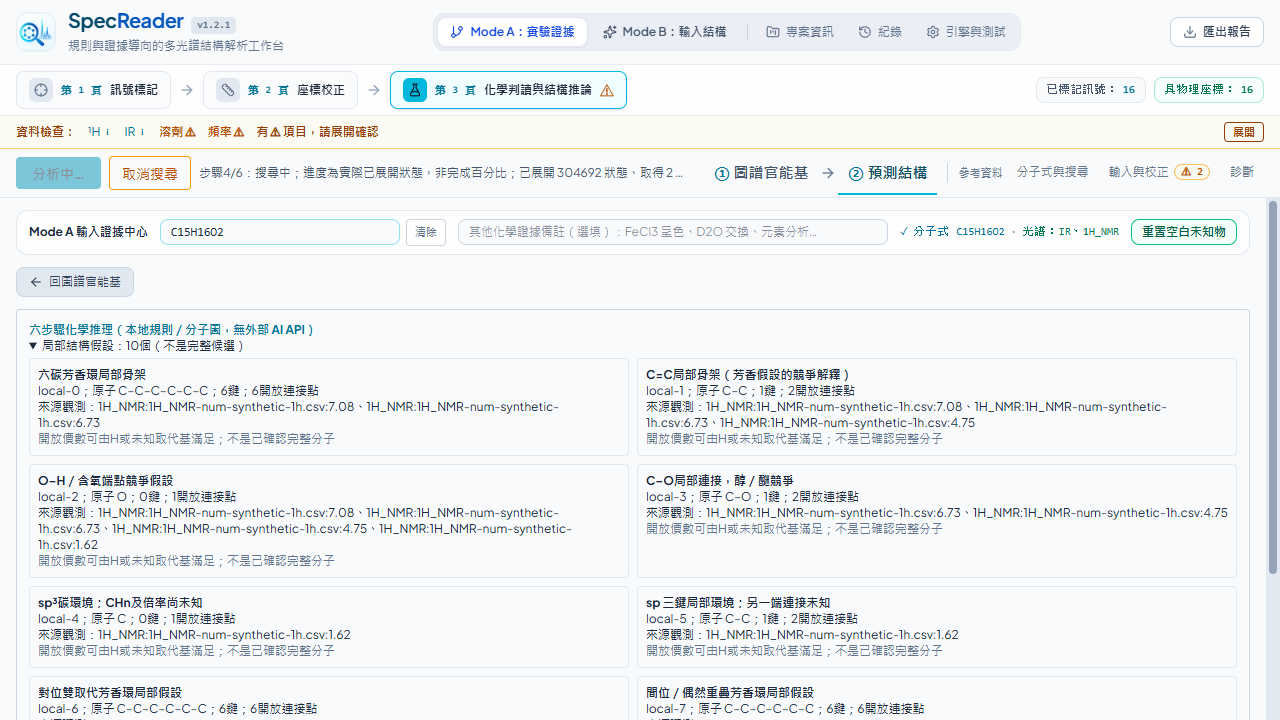 SpecReader v1.2.1
規則與證據導向的多光譜結構解析工作台
Mode A：實驗證據
Mode B：輸入結構
專案資訊
紀錄
引擎與測試
匯出報告
第 1 頁 訊號標記
第 2 頁 座標校正
第 3 頁 化學判讀與結構推論
已標記訊號： 16
具物理座標： 16
資料檢查： ¹H i IR i 溶劑⚠ 頻率⚠ 有⚠項目，請展開確認
展開
分析中…
取消搜尋
步驟4/6：搜尋中；進度為實際已展開狀態，非完成百分比；已展開 304692 狀態、取得 2 …
① 圖譜官能基
② 預測結構
參考資料
分子式與搜尋
輸入與校正 ⚠ 2
診斷
Mode A 輸入證據中心
C15H16O2
清除
其他化學證據備註（選填）：FeCl3 呈色、D2O 交換、元素分析…
✓ 分子式 C15H16O2 · 光譜：IR、1H_NMR
重置空白未知物
← 回圖譜官能基
六步驟化學推理（本地規則 / 分子圖，無外部 AI API ）
▼ 局部結構假設：10個（不是完整候選）
六碳芳香環局部骨架
local-0；原子 C-C-C-C-C-C；6鍵；6開放連接點
來源觀測：1H_NMR:1H_NMR-num-synthetic-1h.csv:7.08、1H_NMR:1H_NMR-num-synthetic-
1h.csv:6.73
開放價數可由H或未知取代基滿足；不是已確認完整分子
C=C局部骨架（芳香假設的競爭解釋）
local-1；原子 C-C；1鍵；2開放連接點
來源觀測：1H_NMR:1H_NMR-num-synthetic-1h.csv:7.08、1H_NMR:1H_NMR-num-synthetic-
1h.csv:6.73、1H_NMR:1H_NMR-num-synthetic-1h.csv:4.75
開放價數可由H或未知取代基滿足；不是已確認完整分子
O-H / 含氧端點競爭假設
local-2；原子 O；0鍵；1開放連接點
來源觀測：1H_NMR:1H_NMR-num-synthetic-1h.csv:7.08、1H_NMR:1H_NMR-num-synthetic-
1h.csv:6.73、1H_NMR:1H_NMR-num-synthetic-1h.csv:4.75、1H_NMR:1H_NMR-num-synthetic-
1h.csv:1.62
開放價數可由H或未知取代基滿足；不是已確認完整分子
C-O局部連接，醇 / 醚競爭
local-3；原子 C-O；1鍵；2開放連接點
來源觀測：1H_NMR:1H_NMR-num-synthetic-1h.csv:6.73、1H_NMR:1H_NMR-num-synthetic-1h.csv:4.75
開放價數可由H或未知取代基滿足；不是已確認完整分子
sp³碳環境；CHn及倍率尚未知
local-4；原子 C；0鍵；1開放連接點
來源觀測：1H_NMR:1H_NMR-num-synthetic-1h.csv:1.62
開放價數可由H或未知取代基滿足；不是已確認完整分子
sp 三鍵局部環境；另一端連接未知
local-5；原子 C-C；1鍵；2開放連接點
來源觀測：1H_NMR:1H_NMR-num-synthetic-1h.csv:1.62
開放價數可由H或未知取代基滿足；不是已確認完整分子
對位雙取代芳香環局部假設
local-6；原子 C-C-C-C-C-C；6鍵；6開放連接點
間位 / 偶然重疊芳香環局部假設
local-7；原子 C-C-C-C-C-C；6鍵；6開放連接點